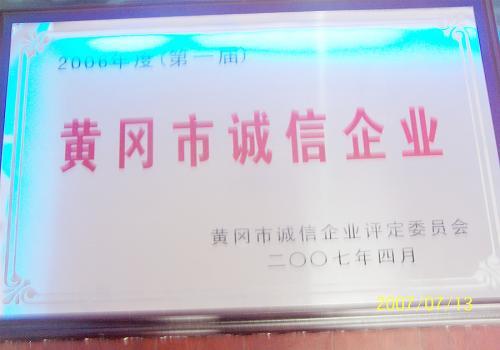 2006年度(第一届)
黄冈市诚信企业
黄冈市诚信企业评定委员会
二〇〇七年四月
2007/07/13